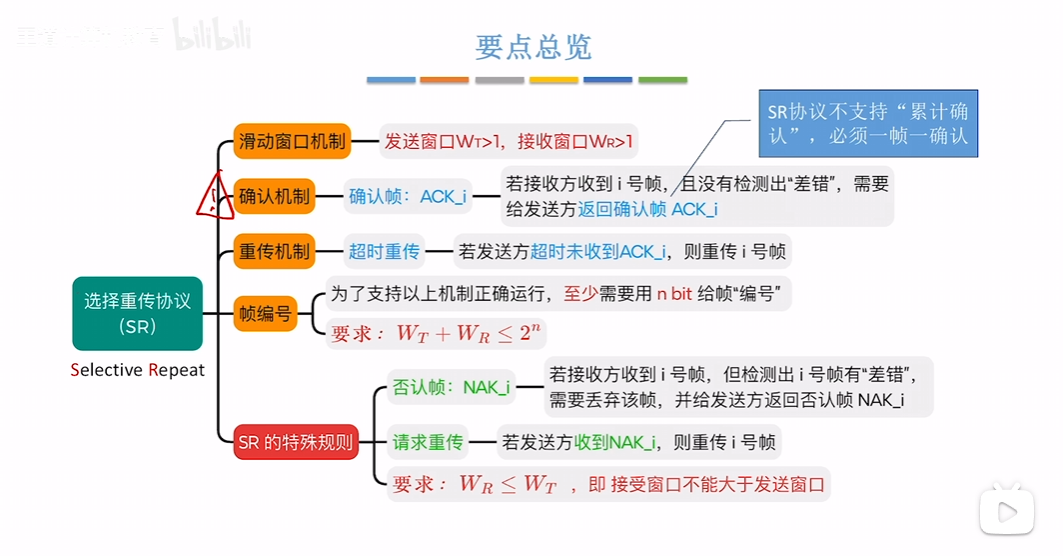 bilibili
要点总览
SR协议不支持“累计确
认”，必须一帧一确认
滑动窗口机制
发送窗口WT>1，接收窗口WR>1
!
确认机制
确认帧：ACK_i
若接收方收到 i 号帧，且没有检测出“差错”，需要
给发送方返回确认帧 ACK_i
重传机制
超时重传
若发送方超时未收到ACK_i，则重传 i 号帧
选择重传协议
（SR）
Selective Repeat
帧编号
为了支持以上机制正确运行，至少需要用 n bit 给帧“编号”
要求：W_T + W_R ≤ 2^n
SR 的特殊规则
否认帧：NAK_i
若接收方收到 i 号帧，但检测出 i 号帧有“差错”，
需要丢弃该帧，并给发送方返回否认帧 NAK_i
请求重传
若发送方收到NAK_i，则重传 i 号帧
要求：W_R ≤ W_T ，即 接受窗口不能大于发送窗口